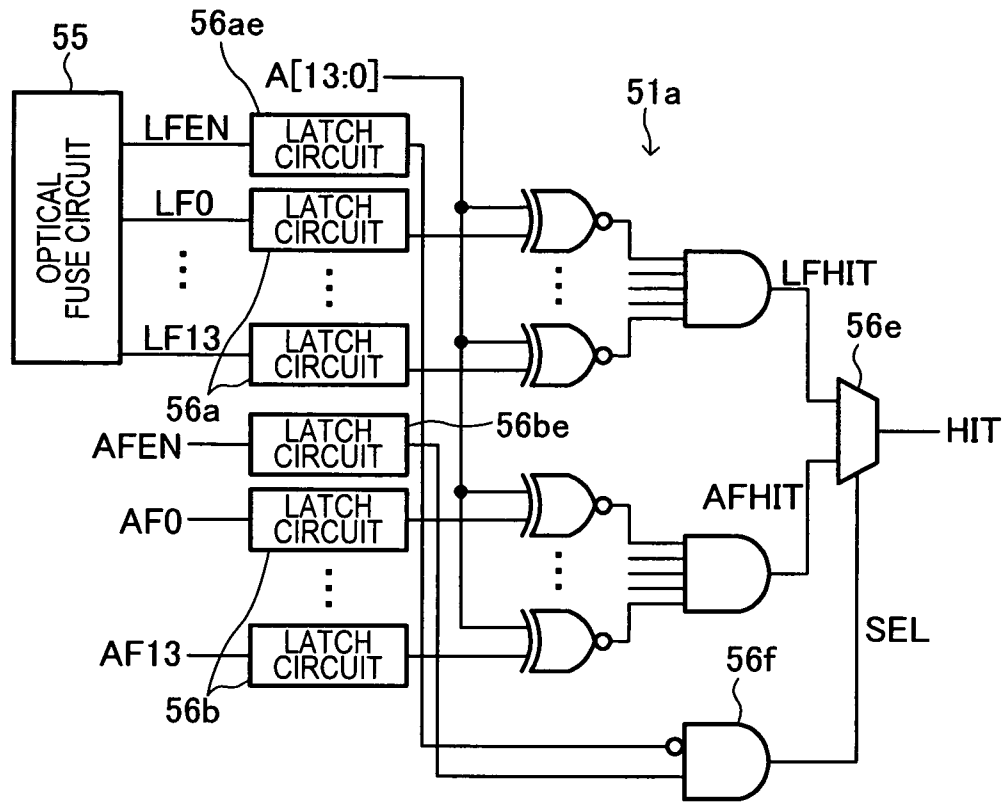 56ae
55
A[13:0]
51a
OPTICAL
FUSE CIRCUIT
LFEN
LATCH
CIRCUIT
LF0
LATCH
CIRCUIT
LFHIT
LF13
LATCH
CIRCUIT
56e
56a
56be
AFEN
LATCH
CIRCUIT
HIT
AFHIT
AF0
LATCH
CIRCUIT
SEL
AF13
LATCH
CIRCUIT
56b
56f